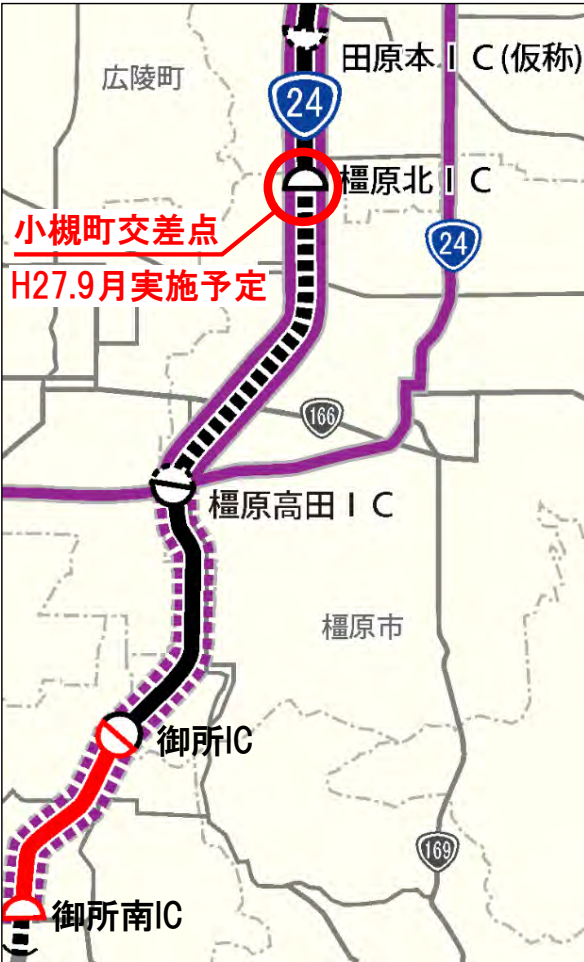 田原本ＩＣ(仮称)
広陵町
24
橿原北ＩＣ
小槻町交差点
24
H27.9月実施予定
166
橿原高田ＩＣ
橿原市
御所IC
169
御所南IC